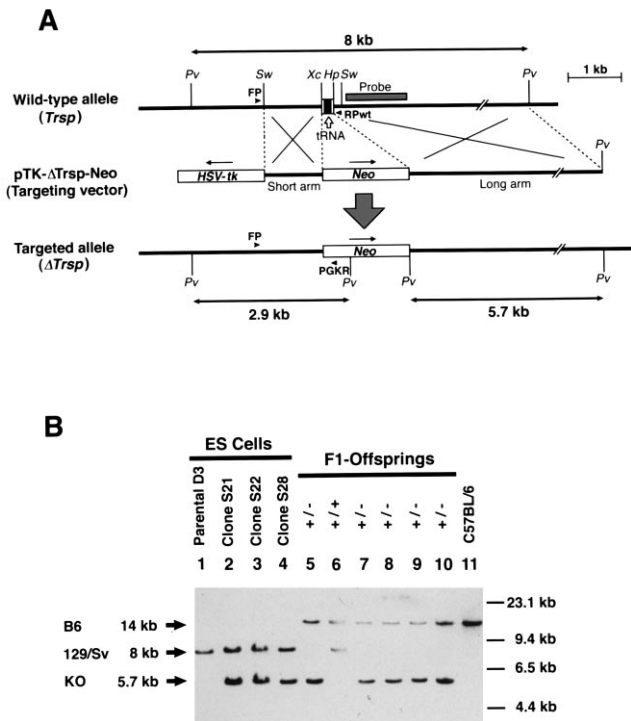 A
8 kb
Pv Sw Xc Hp Sw Pv
1 kb
FP Probe
Wild-type allele
(Trsp)
RPwt
tRNA
Pv
pTK-ΔTrsp-Neo
(Targeting vector)
HSV-tk Short arm Neo Long arm
Targeted allele
(ΔTrsp)
FP Neo
PGKR
Pv Pv Pv Pv
2.9 kb 5.7 kb
B
ES Cells F1-Offsprings
Parental D3
Clone S21
Clone S22
Clone S28
+/-
+/+
+/-
+/-
+/-
+/-
C57BL/6
1 2 3 4 5 6 7 8 9 10 11
B6 14 kb
129/Sv 8 kb
KO 5.7 kb
23.1 kb
9.4 kb
6.5 kb
4.4 kb